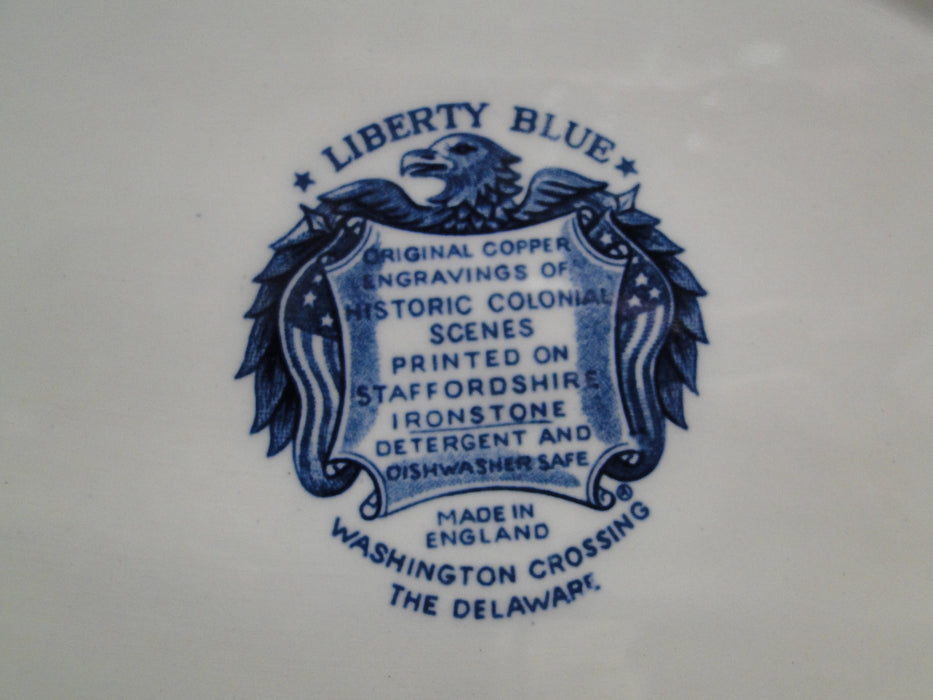 ★ LIBERTY BLUE ★
ORIGINAL COPPER
ENGRAVINGS OF
HISTORIC COLONIAL
SCENES
PRINTED ON
STAFFORDSHIRE
IRONSTONE
DETERGENT AND
DISHWASHER SAFE
®
MADE IN
ENGLAND
WASHINGTON CROSSING
THE DELAWARE